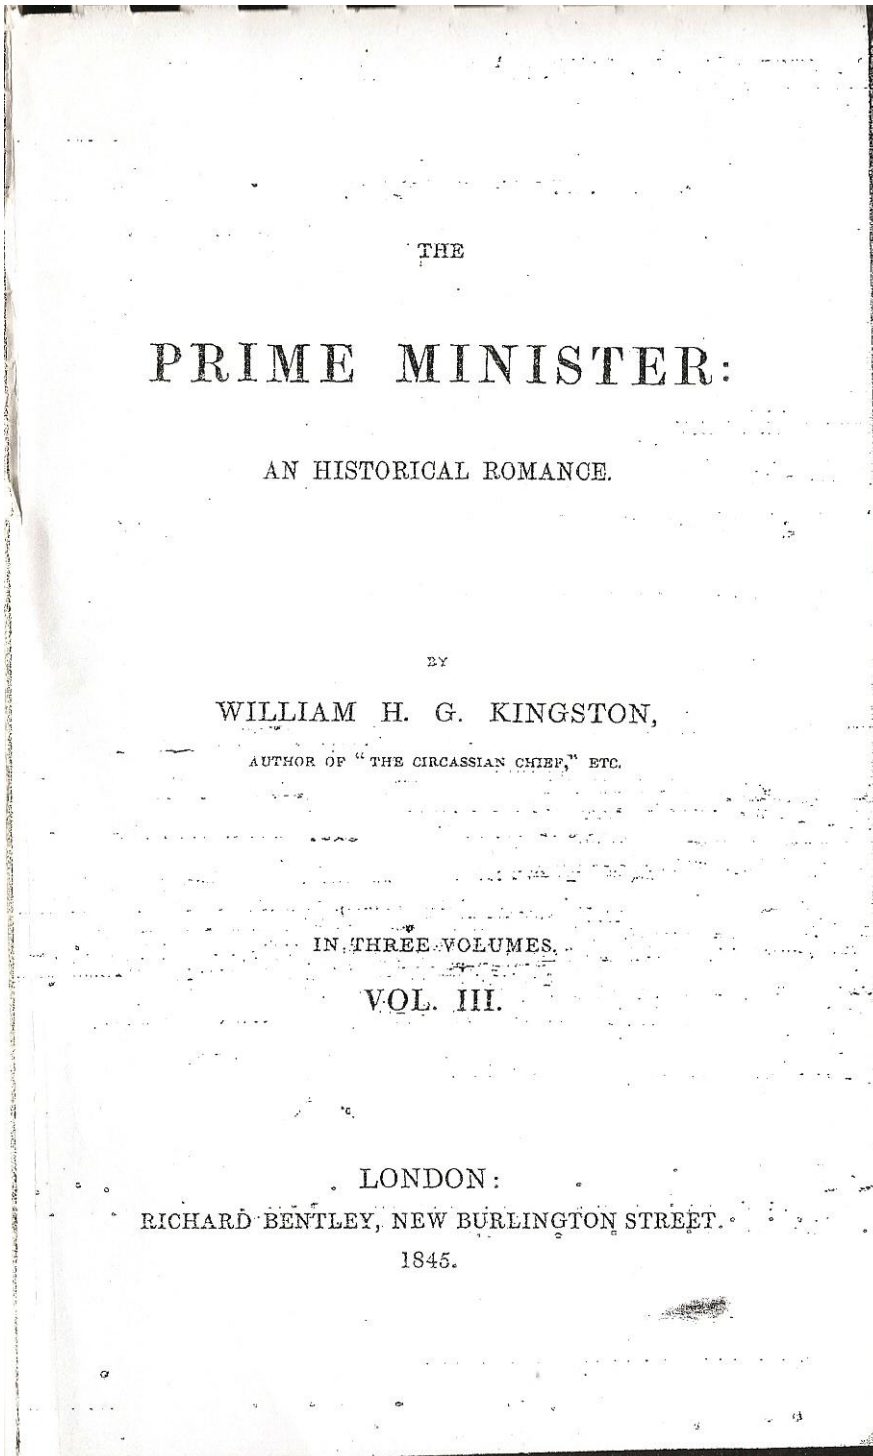 THE
PRIME MINISTER:
AN HISTORICAL ROMANCE.
BY
WILLIAM H. G. KINGSTON,
AUTHOR OF "THE CIRCASSIAN CHIEF," ETC.
IN THREE VOLUMES.
VOL. III.
LONDON:
RICHARD BENTLEY, NEW BURLINGTON STREET.
1845.